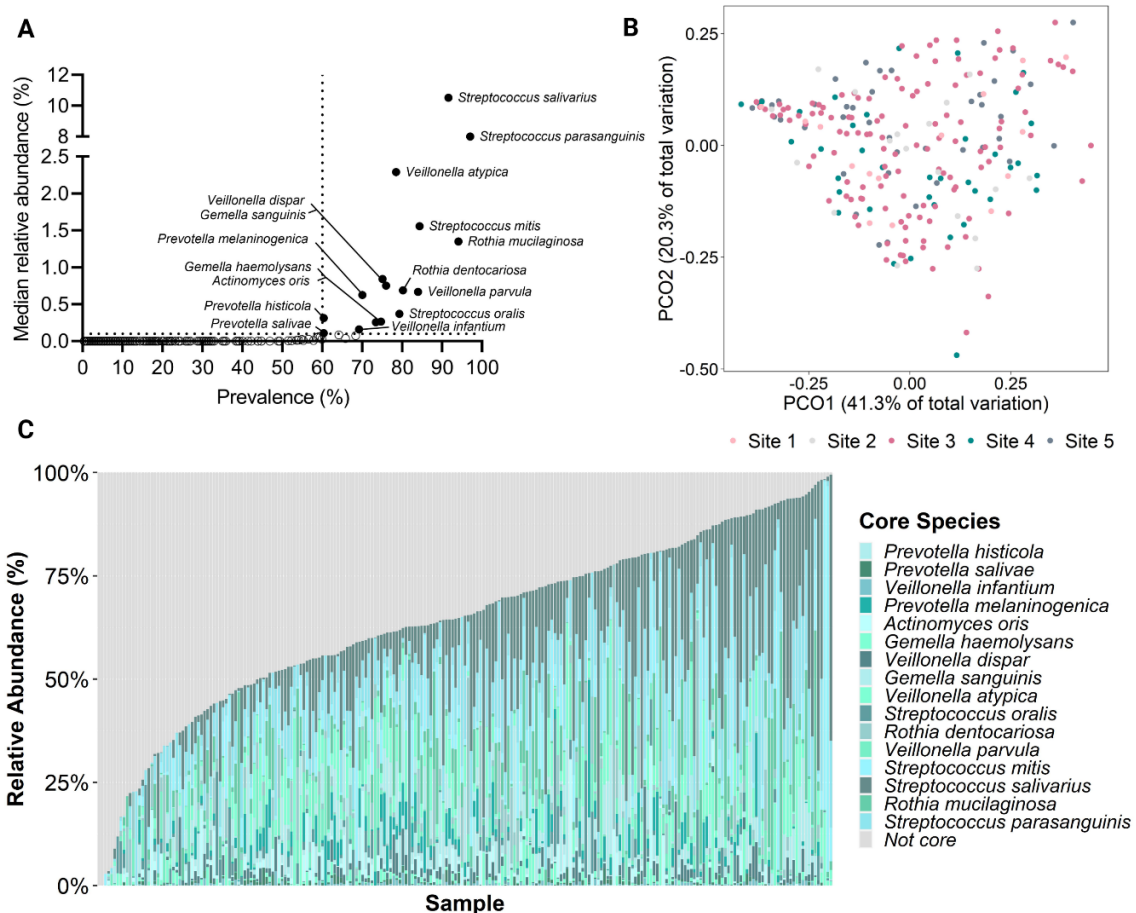 A
B
Median relative abundance (%)
12
10
8
2.5
2.0
1.5
1.0
0.5
0.0
Streptococcus salivarius
Streptococcus parasanguinis
Veillonella atypica
Veillonella dispar
Gemella sanguinis
Streptococcus mitis
Prevotella melaninogenica
Rothia mucilaginosa
Gemella haemolysans
Actinomyces oris
Rothia dentocariosa
Veillonella parvula
Prevotella histicola
Streptococcus oralis
Prevotella salivae
Veillonella infantium
0 10 20 30 40 50 60 70 80 90 100
Prevalence (%)
PCO2 (20.3% of total variation)
0.25
0.00
-0.25
-0.50
-0.25 0.00 0.25
PCO1 (41.3% of total variation)
Site 1 Site 2 Site 3 Site 4 Site 5
C
Relative Abundance (%)
100%
75%
50%
25%
0%
Sample
Core Species
Prevotella histicola
Prevotella salivae
Veillonella infantium
Prevotella melaninogenica
Actinomyces oris
Gemella haemolysans
Veillonella dispar
Gemella sanguinis
Veillonella atypica
Streptococcus oralis
Rothia dentocariosa
Veillonella parvula
Streptococcus mitis
Streptococcus salivarius
Rothia mucilaginosa
Streptococcus parasanguinis
Not core